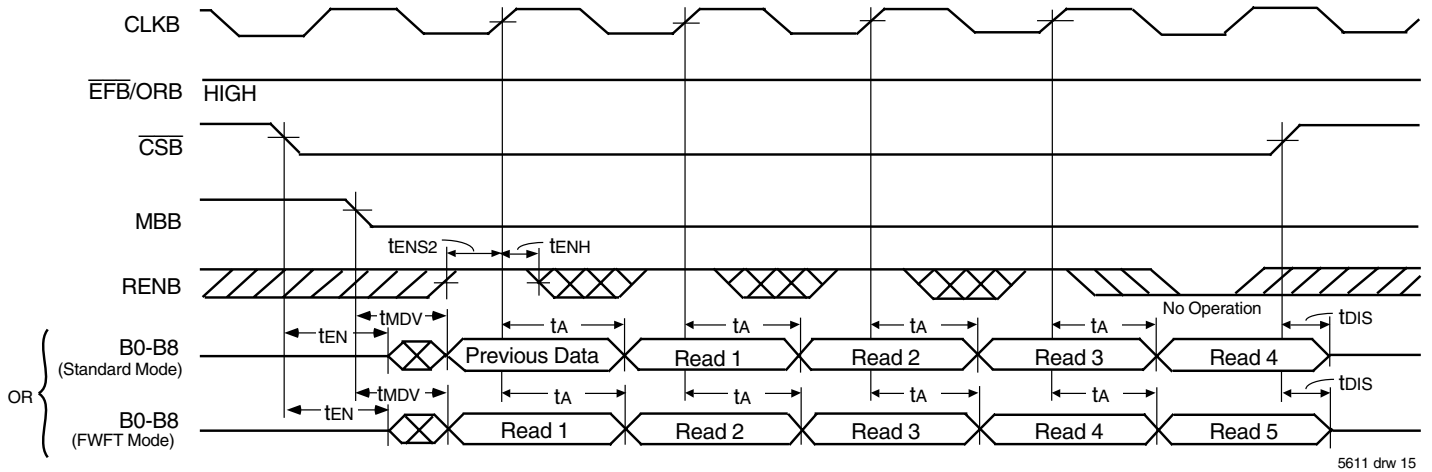 CLKB
EFB/ORB HIGH
CSB
MBB
tENS2 tENH
RENB
No Operation
tEN tMDV tA tA tA tA tDIS
B0-B8
(Standard Mode)
Previous Data Read 1 Read 2 Read 3 Read 4
OR
tEN tMDV tA tA tA tA tDIS
B0-B8
(FWFT Mode)
Read 1 Read 2 Read 3 Read 4 Read 5
5611 drw 15